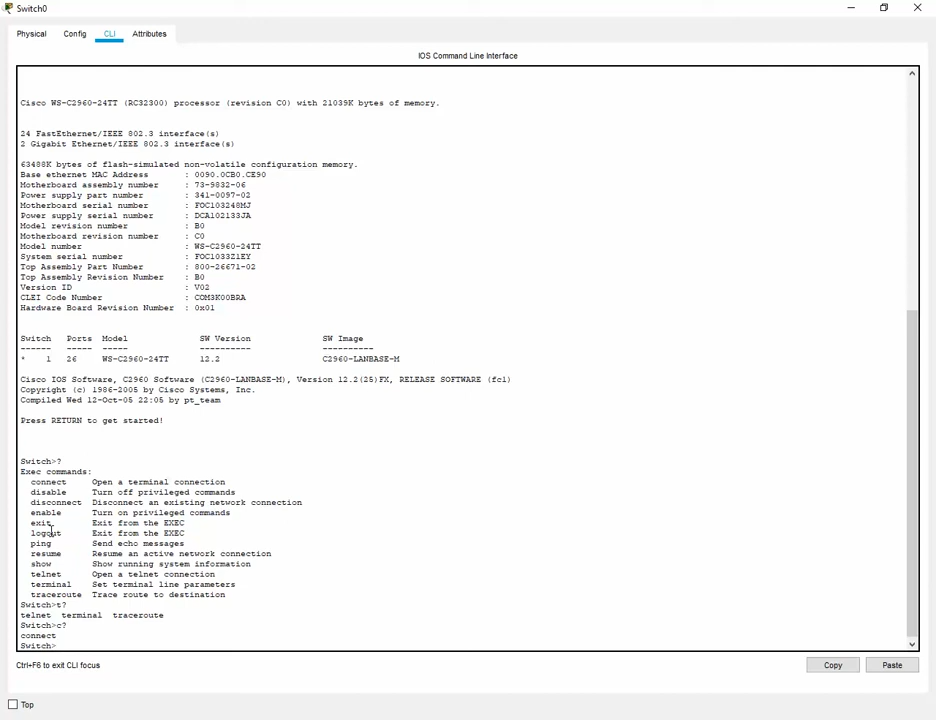 Switch0
Physical Config CLI Attributes
IOS Command Line Interface
Cisco WS-C2960-24TT (RC32300) processor (revision C0) with 21039K bytes of memory.
24 FastEthernet/IEEE 802.3 interface(s)
2 Gigabit Ethernet/IEEE 802.3 interface(s)
63488K bytes of flash-simulated non-volatile configuration memory.
Base ethernet MAC Address : 0090.0CB0.CE90
Motherboard assembly number : 73-9832-06
Power supply part number : 341-0097-02
Motherboard serial number : FOC103248MJ
Power supply serial number : DCA102133JA
Model revision number : B0
Motherboard revision number : C0
Model number : WS-C2960-24TT
System serial number : FOC1033Z1EY
Top Assembly Part Number : 800-26671-02
Top Assembly Revision Number : B0
Version ID : V02
CLEI Code Number : COM3K00BRA
Hardware Board Revision Number : 0x01
Switch Ports Model SW Version SW Image
------ ----- ----- ---------- ----------
* 1 26 WS-C2960-24TT 12.2 C2960-LANBASE-M
Cisco IOS Software, C2960 Software (C2960-LANBASE-M), Version 12.2(25)FX, RELEASE SOFTWARE (fc1)
Copyright (c) 1986-2005 by Cisco Systems, Inc.
Compiled Wed 12-Oct-05 22:05 by pt_team
Press RETURN to get started!
Switch>?
Exec commands:
connect Open a terminal connection
disable Turn off privileged commands
disconnect Disconnect an existing network connection
enable Turn on privileged commands
exit Exit from the EXEC
logout Exit from the EXEC
ping Send echo messages
resume Resume an active network connection
show Show running system information
telnet Open a telnet connection
terminal Set terminal line parameters
traceroute Trace route to destination
Switch>t?
telnet terminal traceroute
Switch>c?
connect
Switch>
Ctrl+F6 to exit CLI focus
Copy Paste
Top